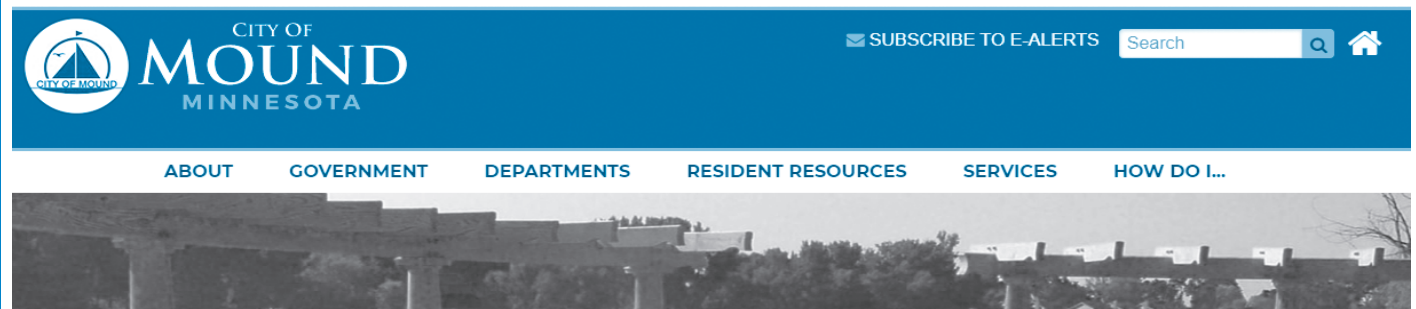 CITY OF MOUND
CITY OF
MOUND
MINNESOTA
SUBSCRIBE TO E-ALERTS
Search
ABOUT GOVERNMENT DEPARTMENTS RESIDENT RESOURCES SERVICES HOW DO I...